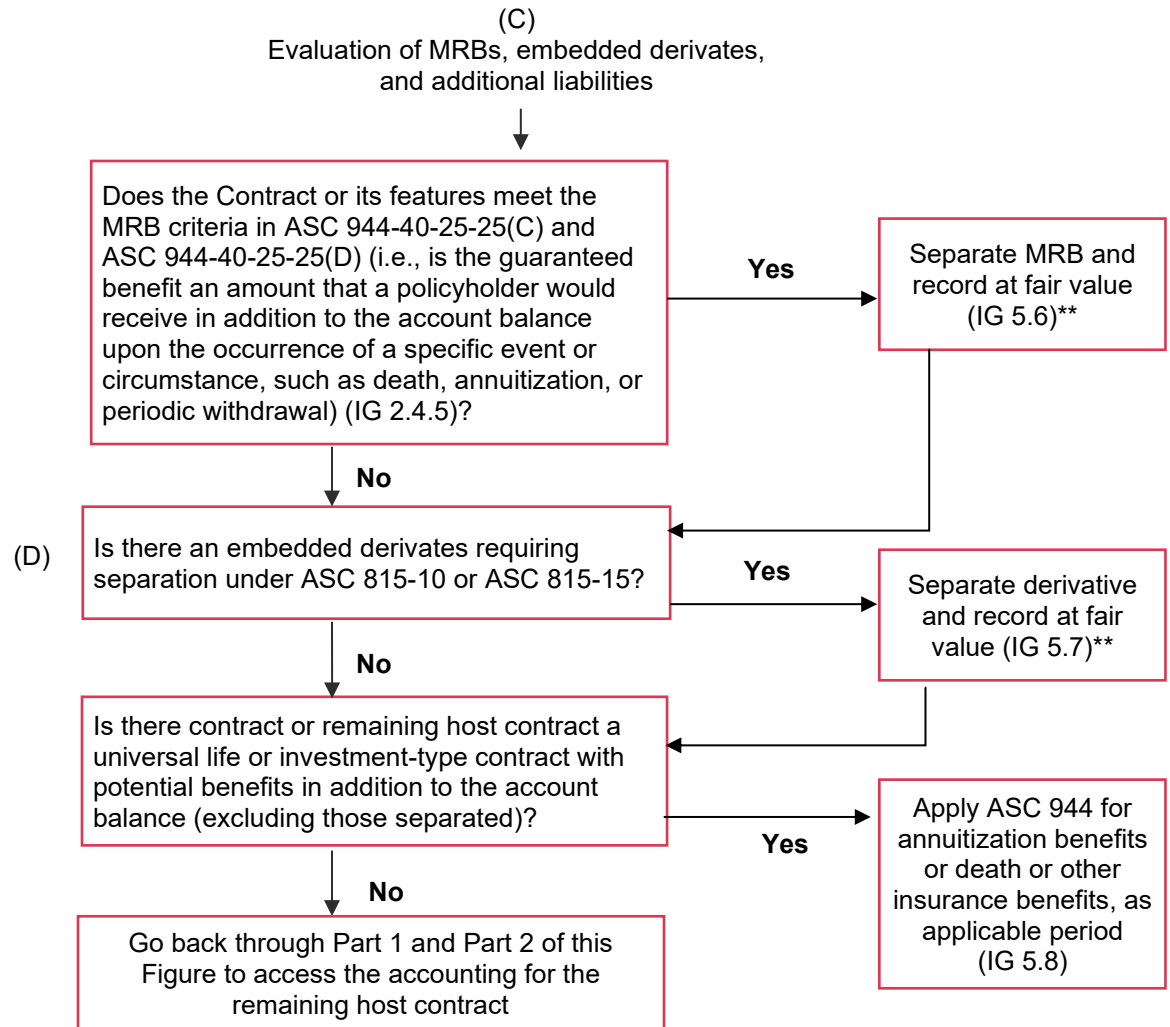 (C)
Evaluation of MRBs, embedded derivates,
and additional liabilities
Does the Contract or its features meet the
MRB criteria in ASC 944-40-25-25(C) and
ASC 944-40-25-25(D) (i.e., is the guaranteed
benefit an amount that a policyholder would
receive in addition to the account balance
upon the occurrence of a specific event or
circumstance, such as death, annuitization, or
periodic withdrawal) (IG 2.4.5)?
Yes
Separate MRB and
record at fair value
(IG 5.6)**
No
(D)
Is there an embedded derivates requiring
separation under ASC 815-10 or ASC 815-15?
Yes
Separate derivative
and record at fair
value (IG 5.7)**
No
Is there contract or remaining host contract a
universal life or investment-type contract with
potential benefits in addition to the account
balance (excluding those separated)?
Yes
Apply ASC 944 for
annuitization benefits
or death or other
insurance benefits, as
applicable period
(IG 5.8)
No
Go back through Part 1 and Part 2 of this
Figure to access the accounting for the
remaining host contract